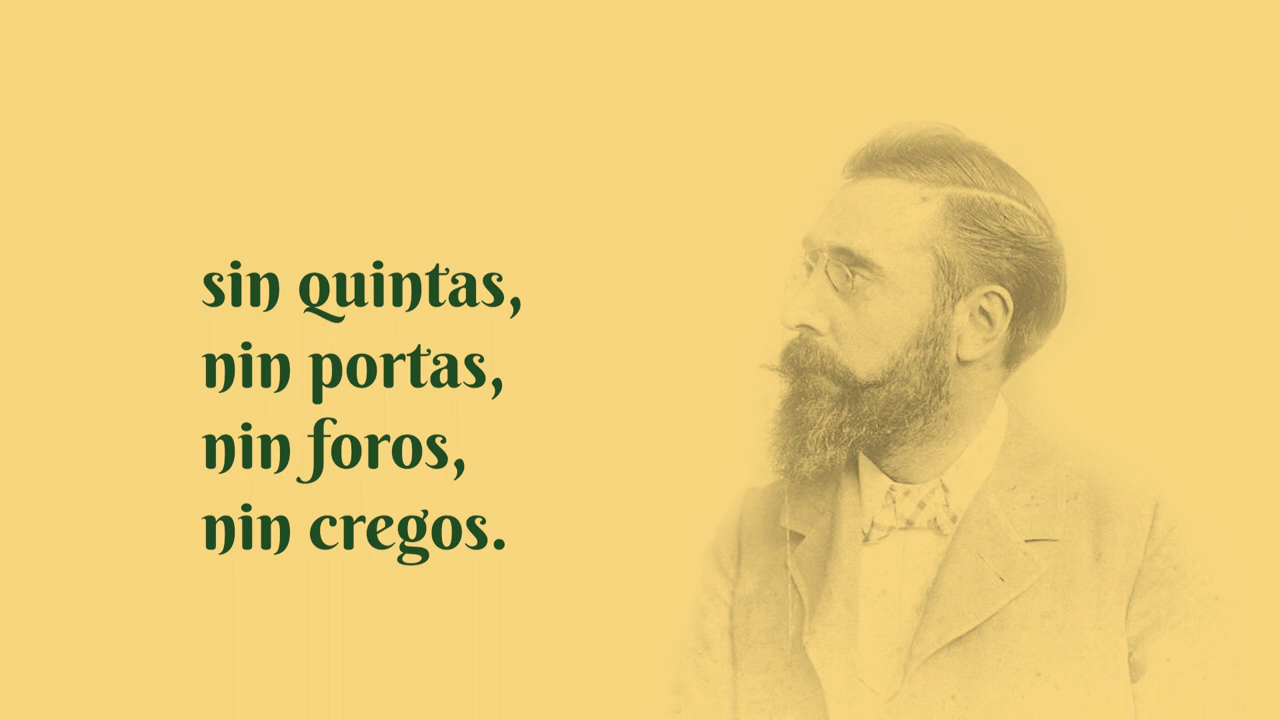 sin quintas,
nin portas,
nin foros,
nin cregos.